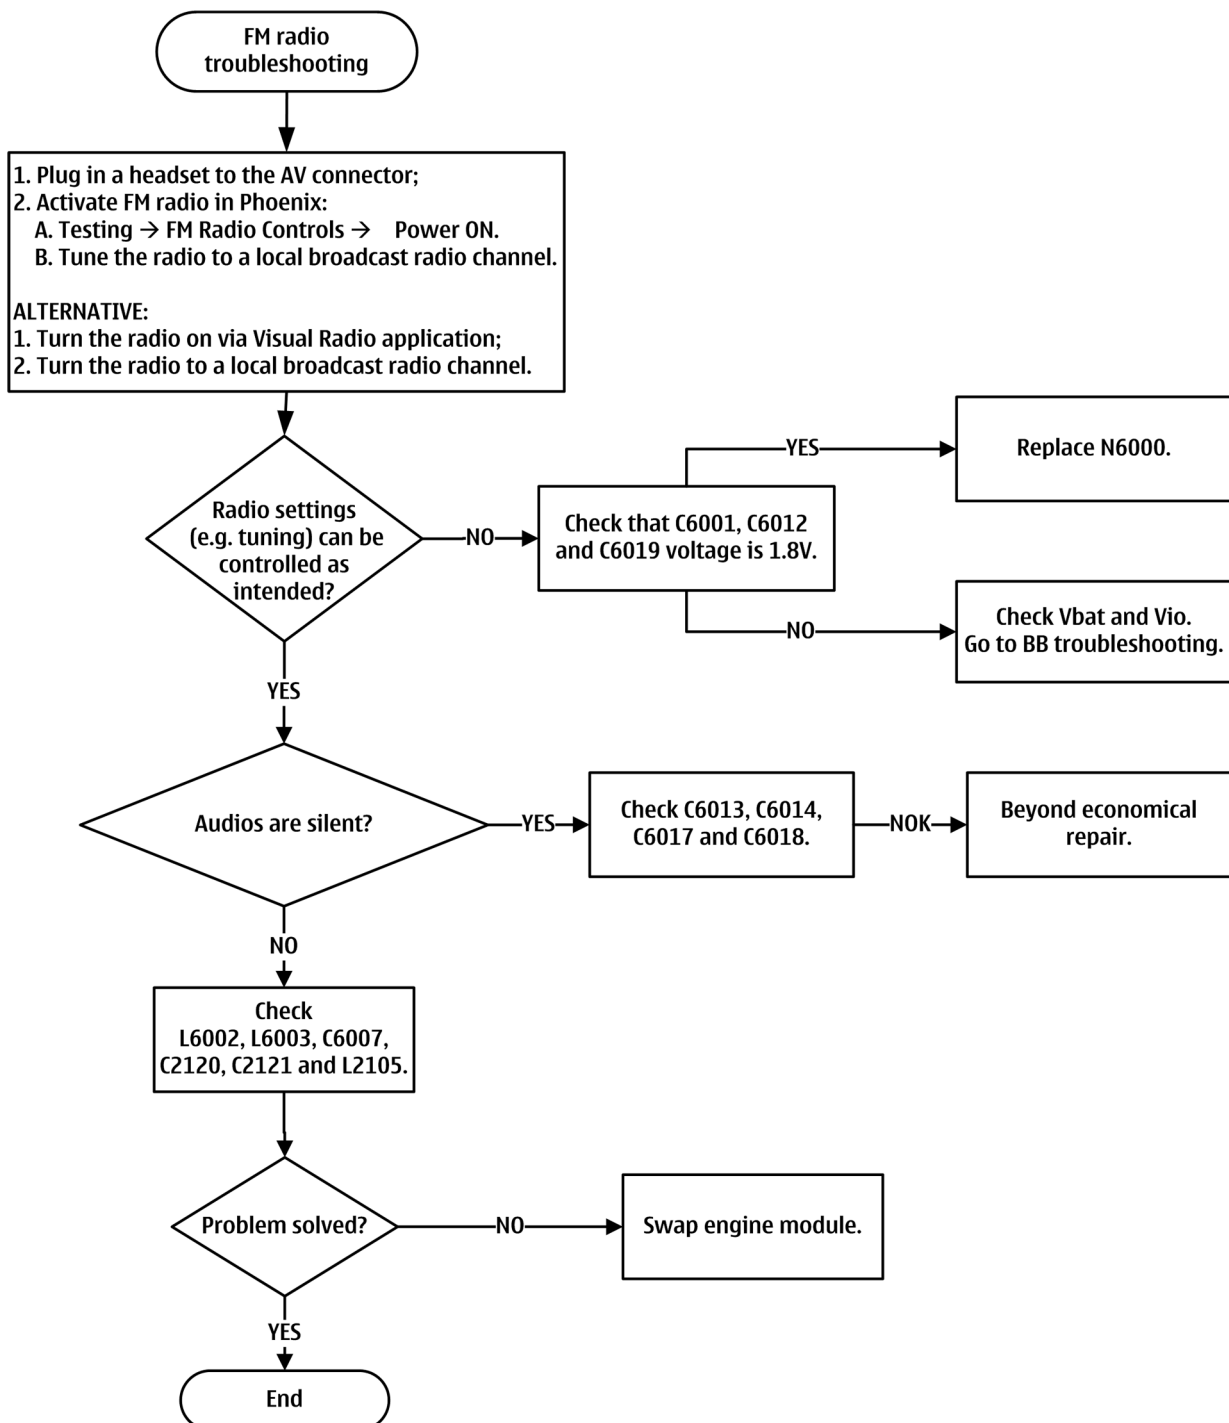 FM radio
troubleshooting
1. Plug in a headset to the AV connector;
2. Activate FM radio in Phoenix:
A. Testing → FM Radio Controls → Power ON.
B. Tune the radio to a local broadcast radio channel.
ALTERNATIVE:
1. Turn the radio on via Visual Radio application;
2. Turn the radio to a local broadcast radio channel.
Radio settings
(e.g. tuning) can be
controlled as
intended?
NO
Check that C6001, C6012
and C6019 voltage is 1.8V.
YES
Replace N6000.
NO
Check Vbat and Vio.
Go to BB troubleshooting.
YES
Audios are silent?
YES
Check C6013, C6014,
C6017 and C6018.
NOK
Beyond economical
repair.
NO
Check
L6002, L6003, C6007,
C2120, C2121 and L2105.
Problem solved?
NO
Swap engine module.
YES
End